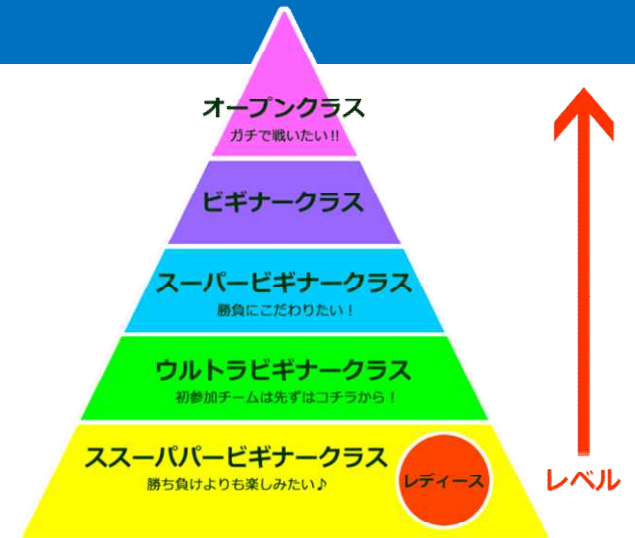 オープンクラス
ガチで戦いたい!!
ビギナークラス
スーパービギナークラス
勝負にこだわりたい！
ウルトラビギナークラス
初参加チームは先ずはコチラから！
ススーパパービギナークラス
勝ち負けよりも楽しみたい♪
レディース
レベル